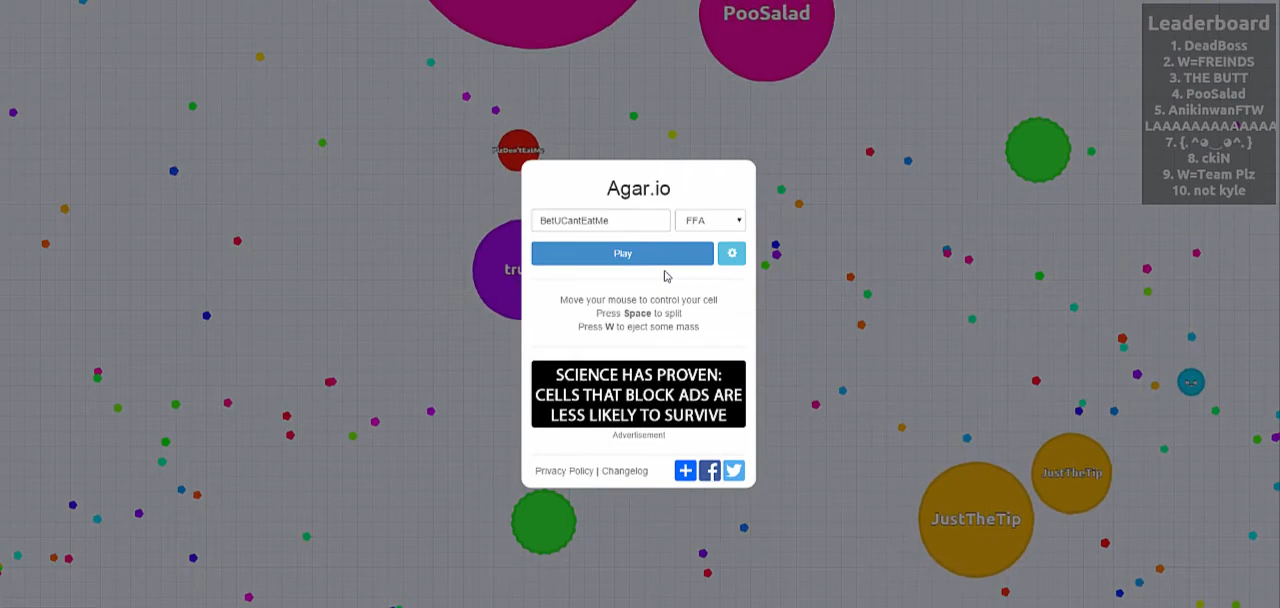 PooSalad
Leaderboard
1. DeadBoss
2. W=FREINDS
3. THE BUTT
4. PooSalad
5. AnikinwanFTW
LAAAAAAAAAAAAA
7. {. ^◕‿◕^. }
8. ckiN
9. W=Team Plz
10. not kyle
PlzDon'tEatMe
Agar.io
BetUCantEatMe FFA
Play
tru
Move your mouse to control your cell
Press Space to split
Press W to eject some mass
SCIENCE HAS PROVEN:
CELLS THAT BLOCK ADS ARE
LESS LIKELY TO SURVIVE
Advertisement
Privacy Policy | Changelog
JustTheTip
JustTheTip